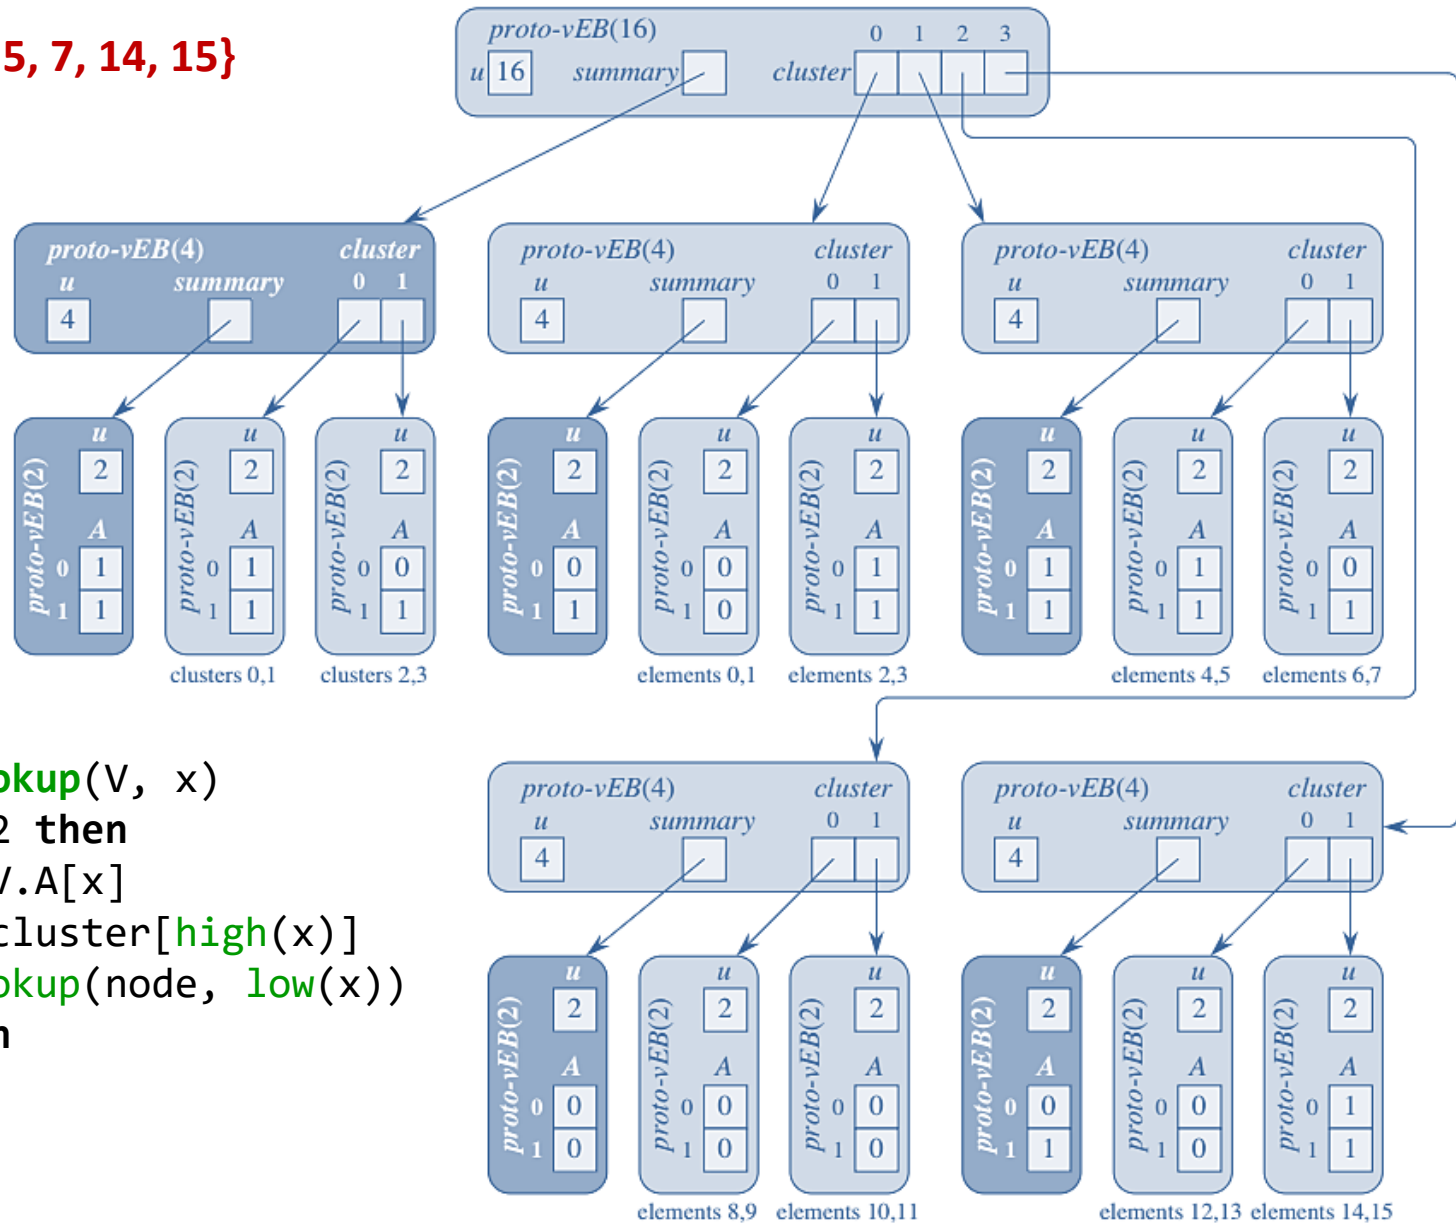 5, 7, 14, 15}
proto-vEB(16)
0 1 2 3
u 16 summary cluster
proto-vEB(4) cluster
u summary 0 1
4
proto-vEB(4) cluster
u summary 0 1
4
proto-vEB(4) cluster
u summary 0 1
4
proto-vEB(2)
u
2
A
0 1
1 1
proto-vEB(2)
u
2
A
0 1
1 1
clusters 0,1
proto-vEB(2)
u
2
A
0 0
1 1
clusters 2,3
proto-vEB(2)
u
2
A
0 0
1 1
proto-vEB(2)
u
2
A
0 0
1 0
elements 0,1
proto-vEB(2)
u
2
A
0 1
1 1
elements 2,3
proto-vEB(2)
u
2
A
0 1
1 1
proto-vEB(2)
u
2
A
0 1
1 1
elements 4,5
proto-vEB(2)
u
2
A
0 0
1 1
elements 6,7
okup(V, x)
2 then
V.A[x]
cluster[high(x)]
okup(node, low(x))
n
proto-vEB(4) cluster
u summary 0 1
4
proto-vEB(4) cluster
u summary 0 1
4
proto-vEB(2)
u
2
A
0 0
1 0
proto-vEB(2)
u
2
A
0 0
1 0
elements 8,9
proto-vEB(2)
u
2
A
0 0
1 0
elements 10,11
proto-vEB(2)
u
2
A
0 0
1 1
proto-vEB(2)
u
2
A
0 0
1 0
elements 12,13
proto-vEB(2)
u
2
A
0 1
1 1
elements 14,15